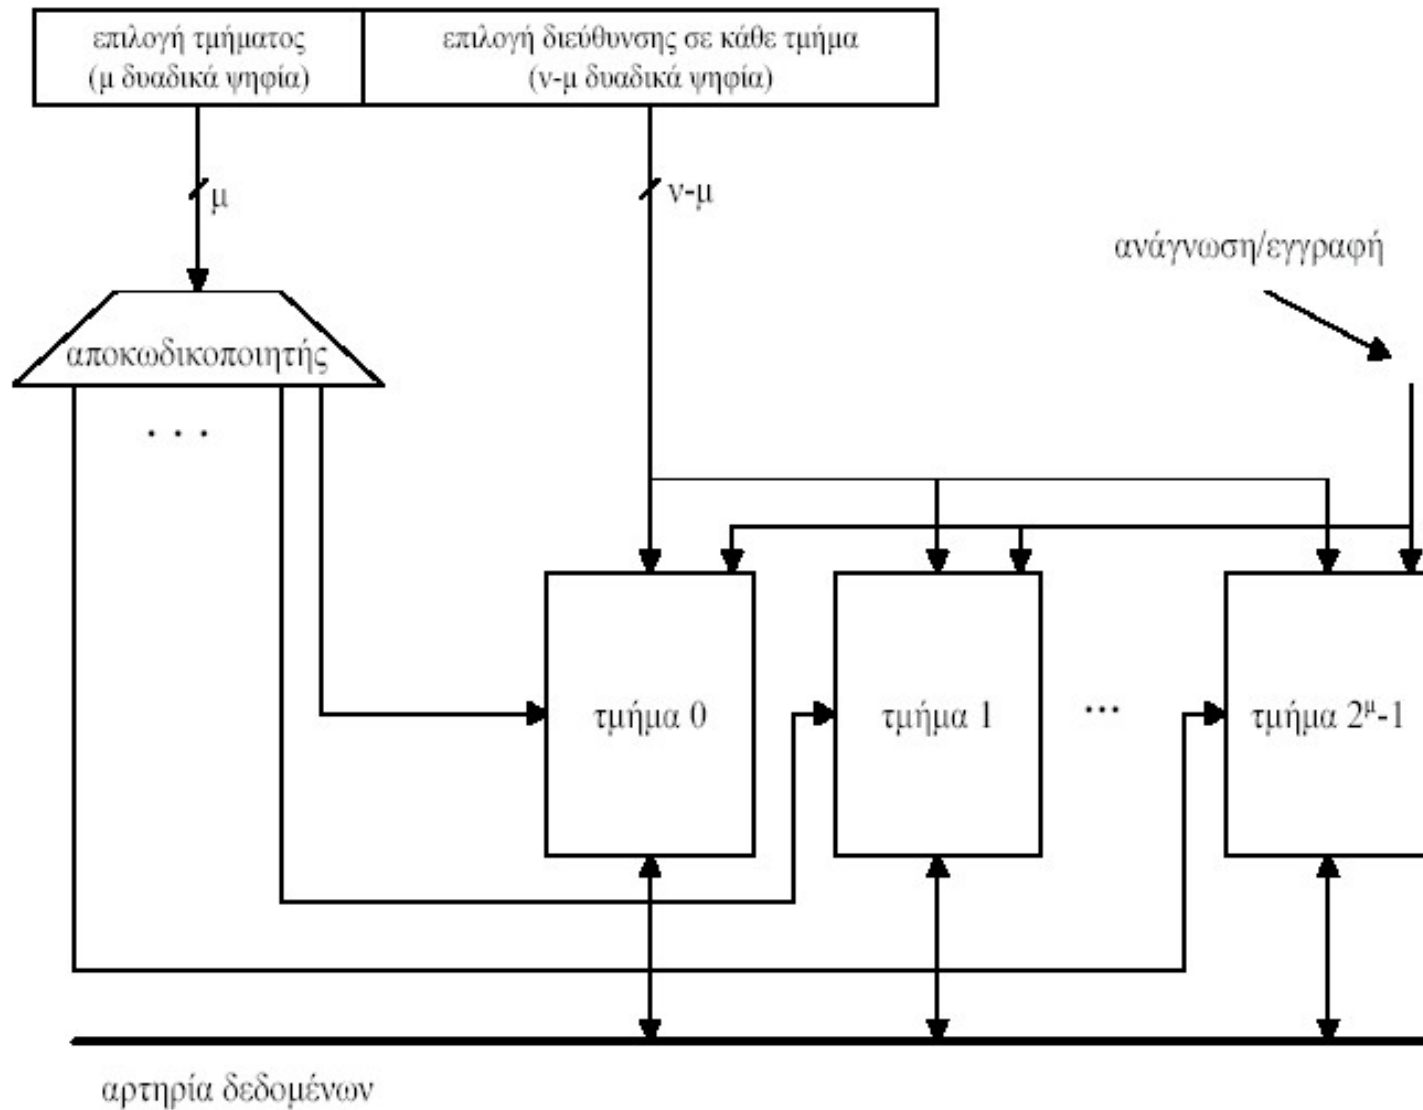 επιλογή τμήματος
(μ δυαδικά ψηφία)
επιλογή διεύθυνσης σε κάθε τμήμα
(ν-μ δυαδικά ψηφία)
μ
ν-μ
ανάγνωση/εγγραφή
αποκωδικοποιητής
. . .
τμήμα 0
τμήμα 1
...
τμήμα 2^μ-1
αρτηρία δεδομένων